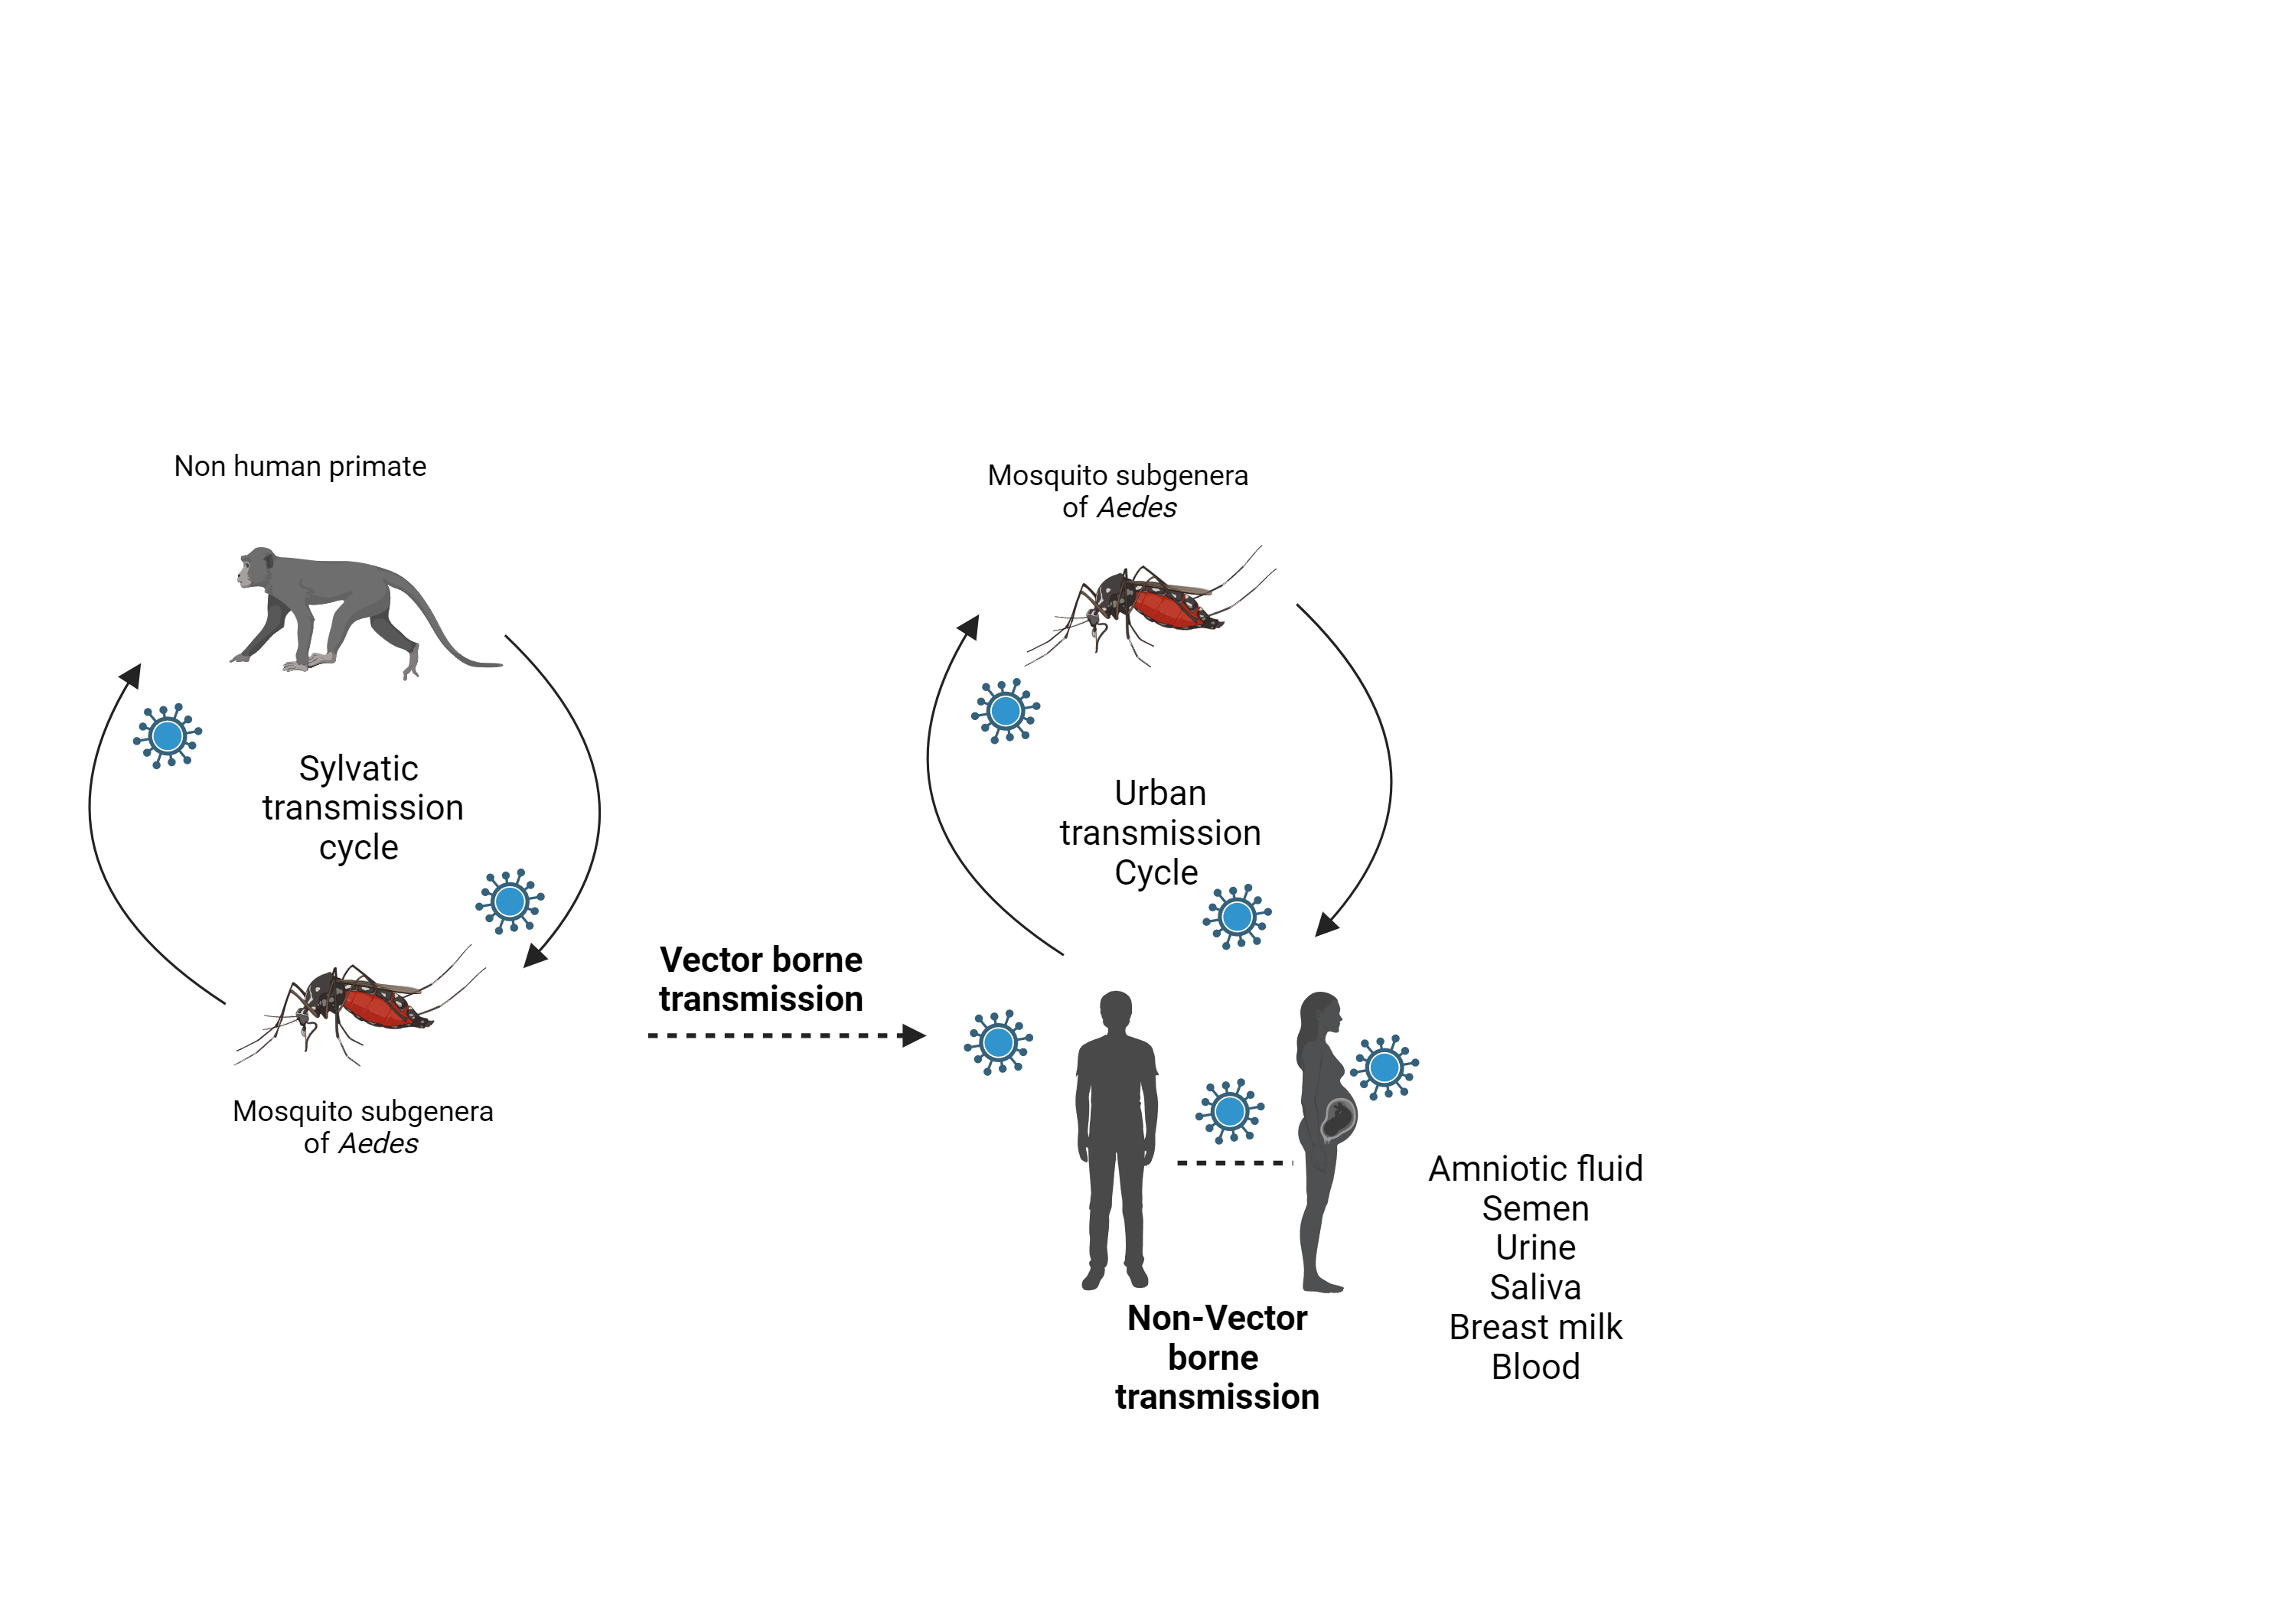 Non human primate
Sylvatic
transmission
cycle
Mosquito subgenera
of Aedes
Vector borne
transmission
Mosquito subgenera
of Aedes
Urban
transmission
Cycle
Non-Vector
borne
transmission
Amniotic fluid
Semen
Urine
Saliva
Breast milk
Blood